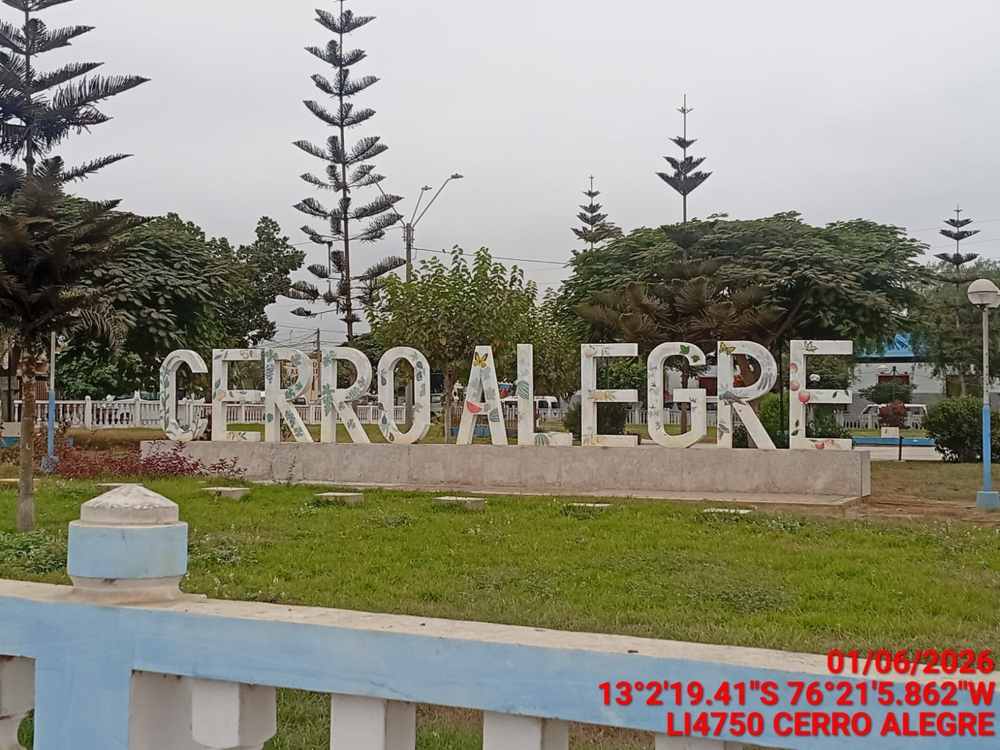 CERRO ALEGRE
01/06/2026
13°2'19.41"S 76°21'5.862"W
LI4750 CERRO ALEGRE